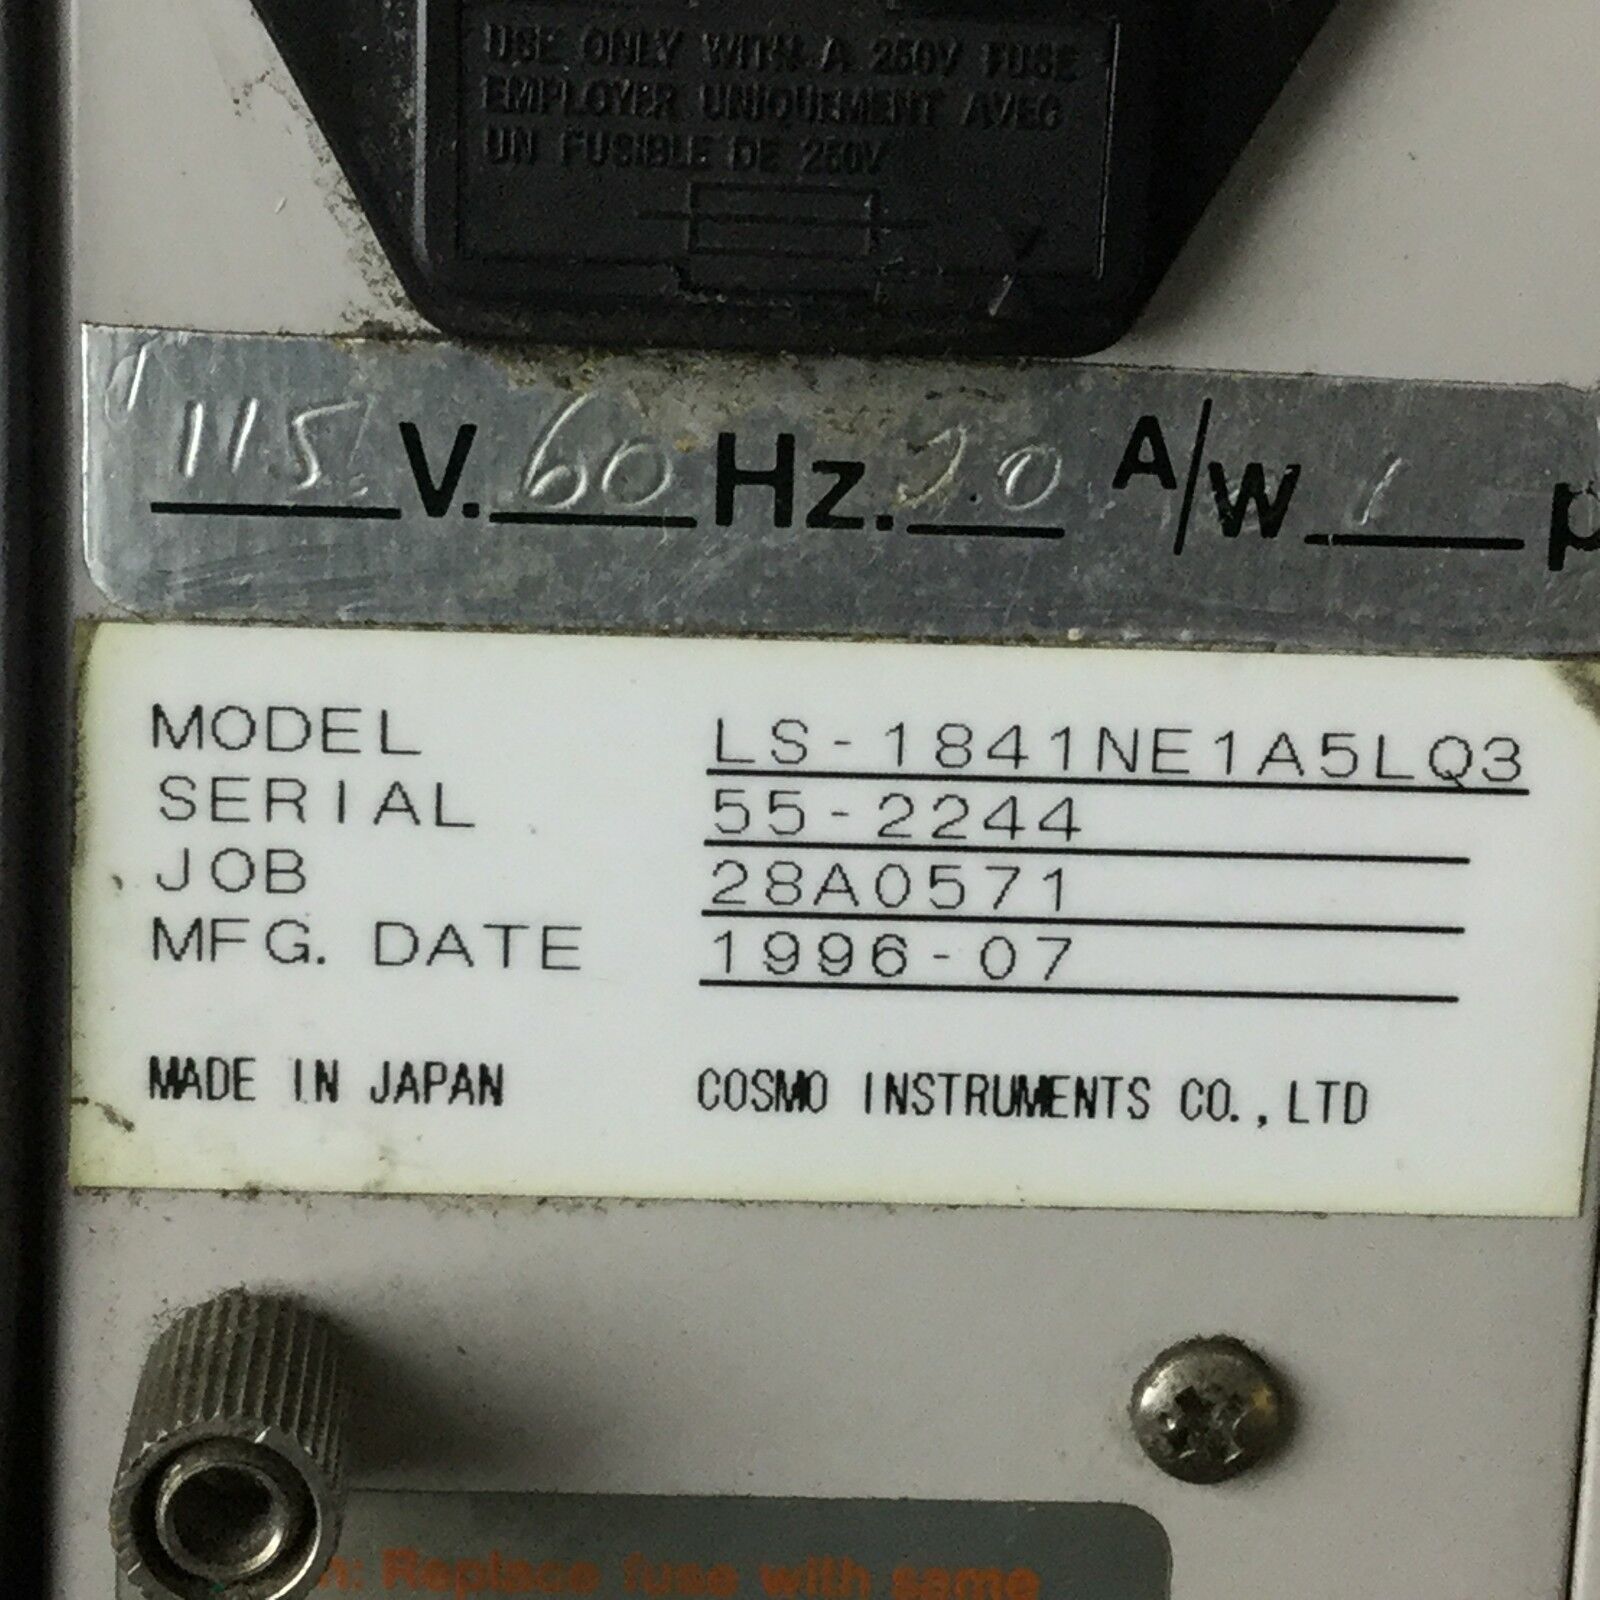 USE ONLY WITH A 250V FUSE
EMPLOYER UNIQUEMENT AVEC
UN FUSIBLE DE 250V
115 V. 60 Hz. 2.0 A/W 1 p
MODEL LS-1841NE1A5LQ3
SERIAL 55-2244
JOB 28A0571
MFG. DATE 1996-07
MADE IN JAPAN COSMO INSTRUMENTS CO.,LTD
n: Replace fuse with same